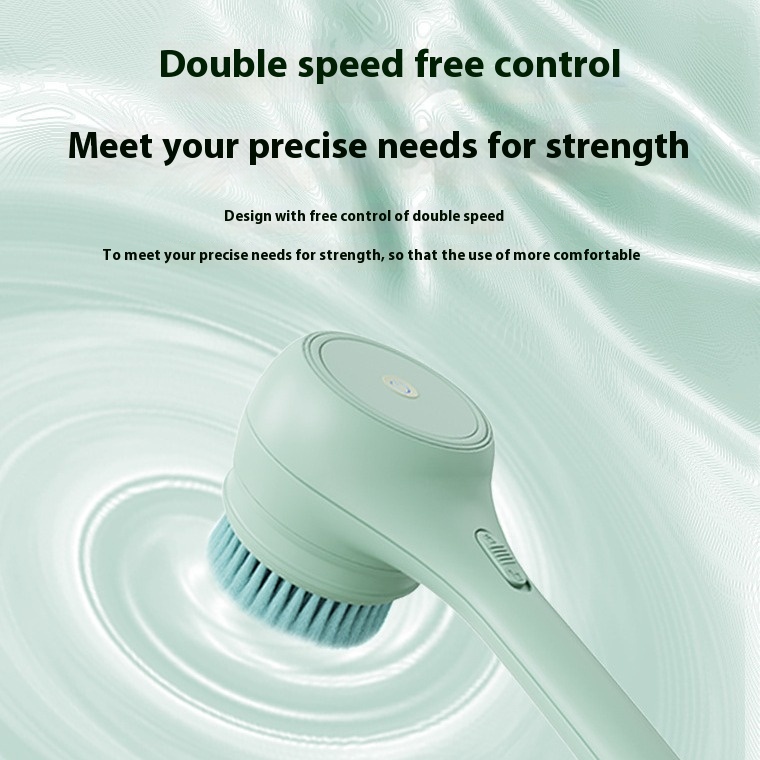 Double speed free control
Meet your precise needs for strength
Design with free control of double speed
To meet your precise needs for strength, so that the use of more comfortable